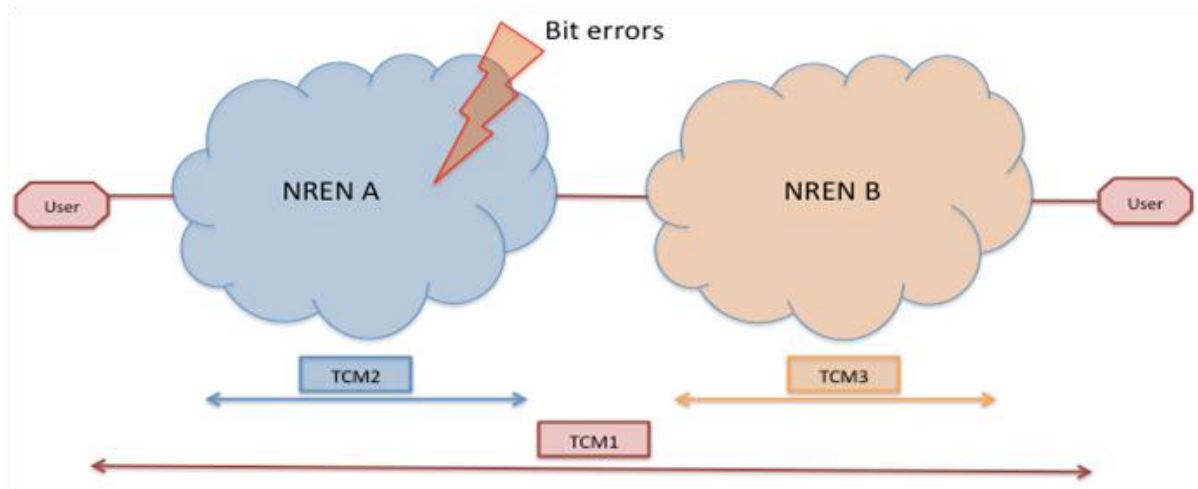 Bit errors
NREN A
NREN B
User
User
TCM2
TCM3
TCM1